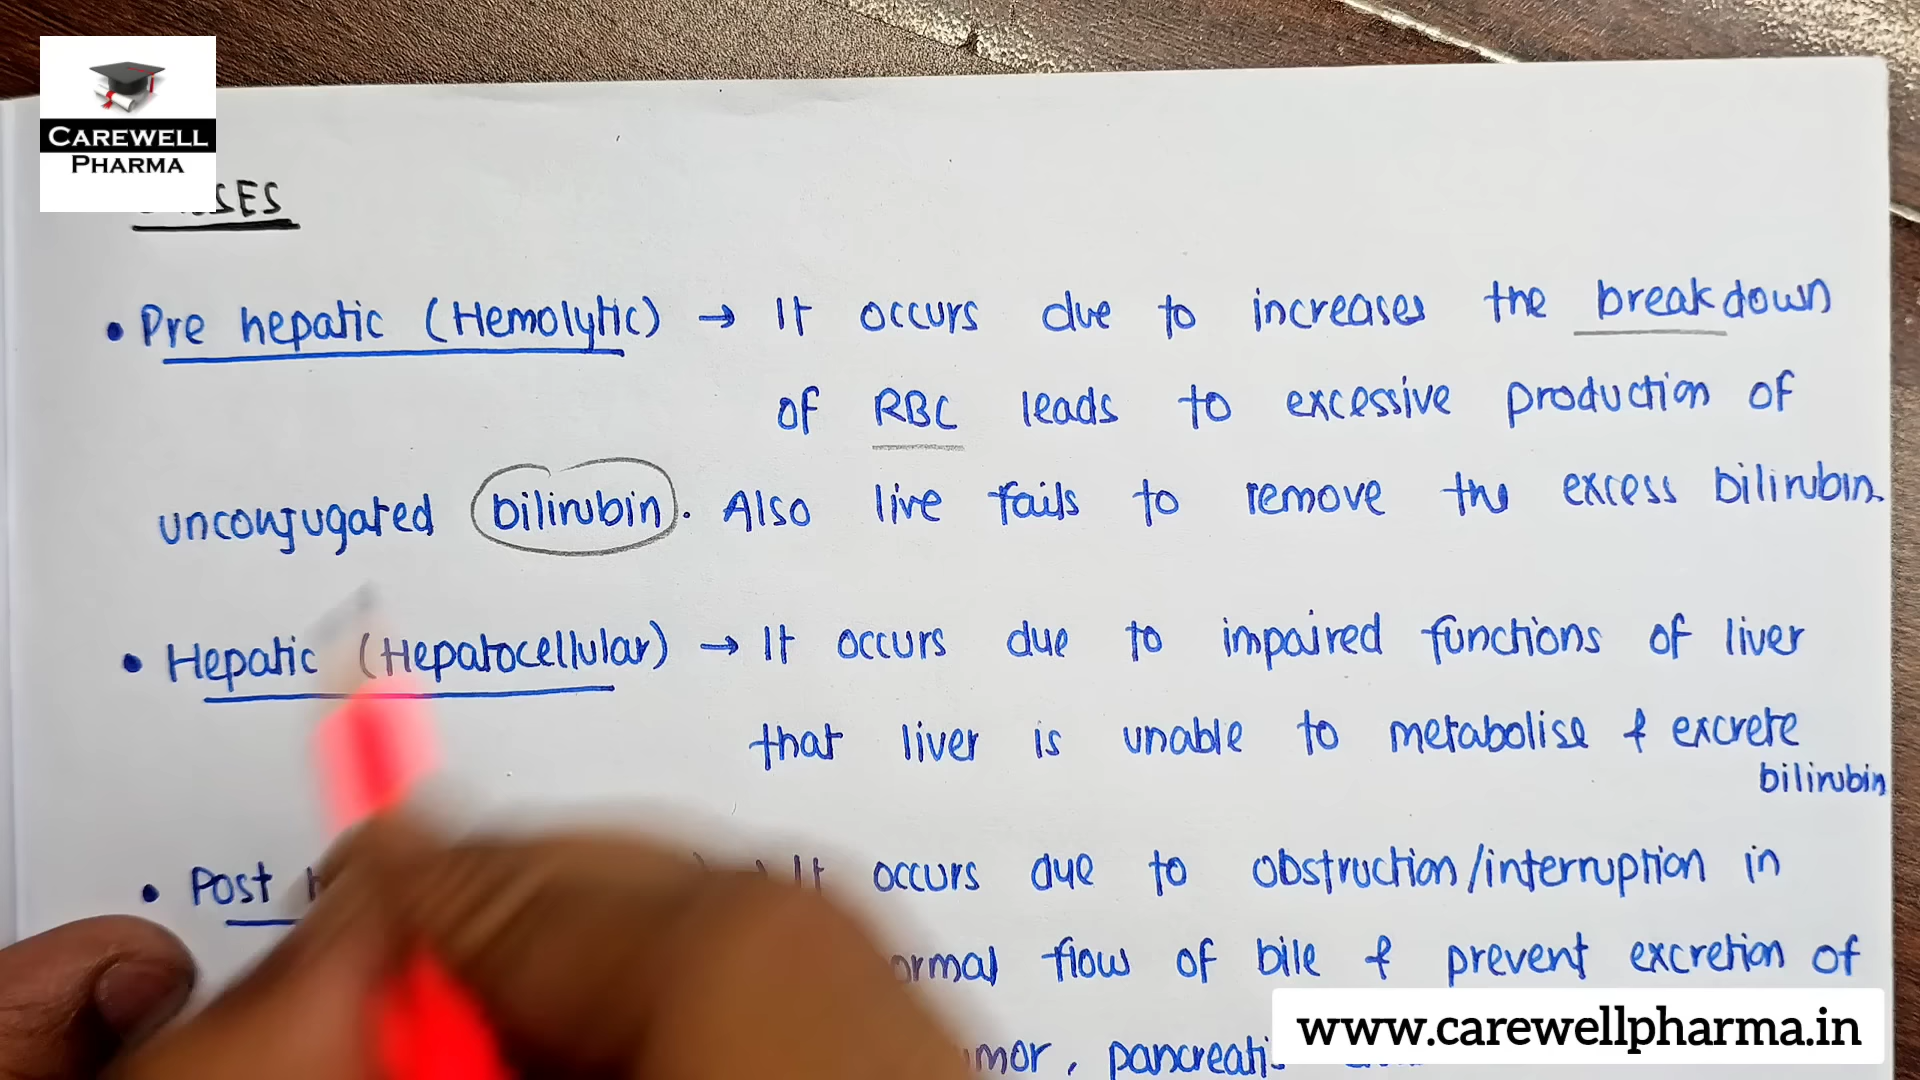 CAREWELL
PHARMA
• Pre hepatic (Hemolytic) → It occurs due to increases the breakdown
of RBC leads to excessive production of
unconjugated bilirubin. Also live fails to remove the excess bilirubin.
• Hepatic (Hepatocellular) → It occurs due to impaired functions of liver
that liver is unable to metabolise & excrete
bilirubin
• Post It occurs due to obstruction/interruption in
flow of bile & prevent excretion of
www.carewellpharma.in